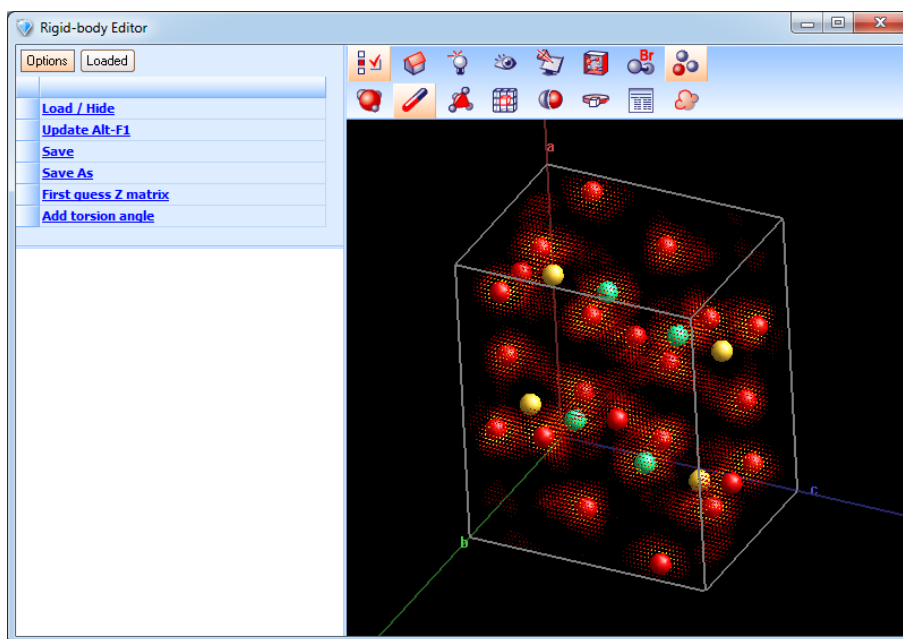 Rigid-body Editor
Options Loaded
Load / Hide
Update Alt-F1
Save
Save As
First guess Z matrix
Add torsion angle
Br
a
c
b